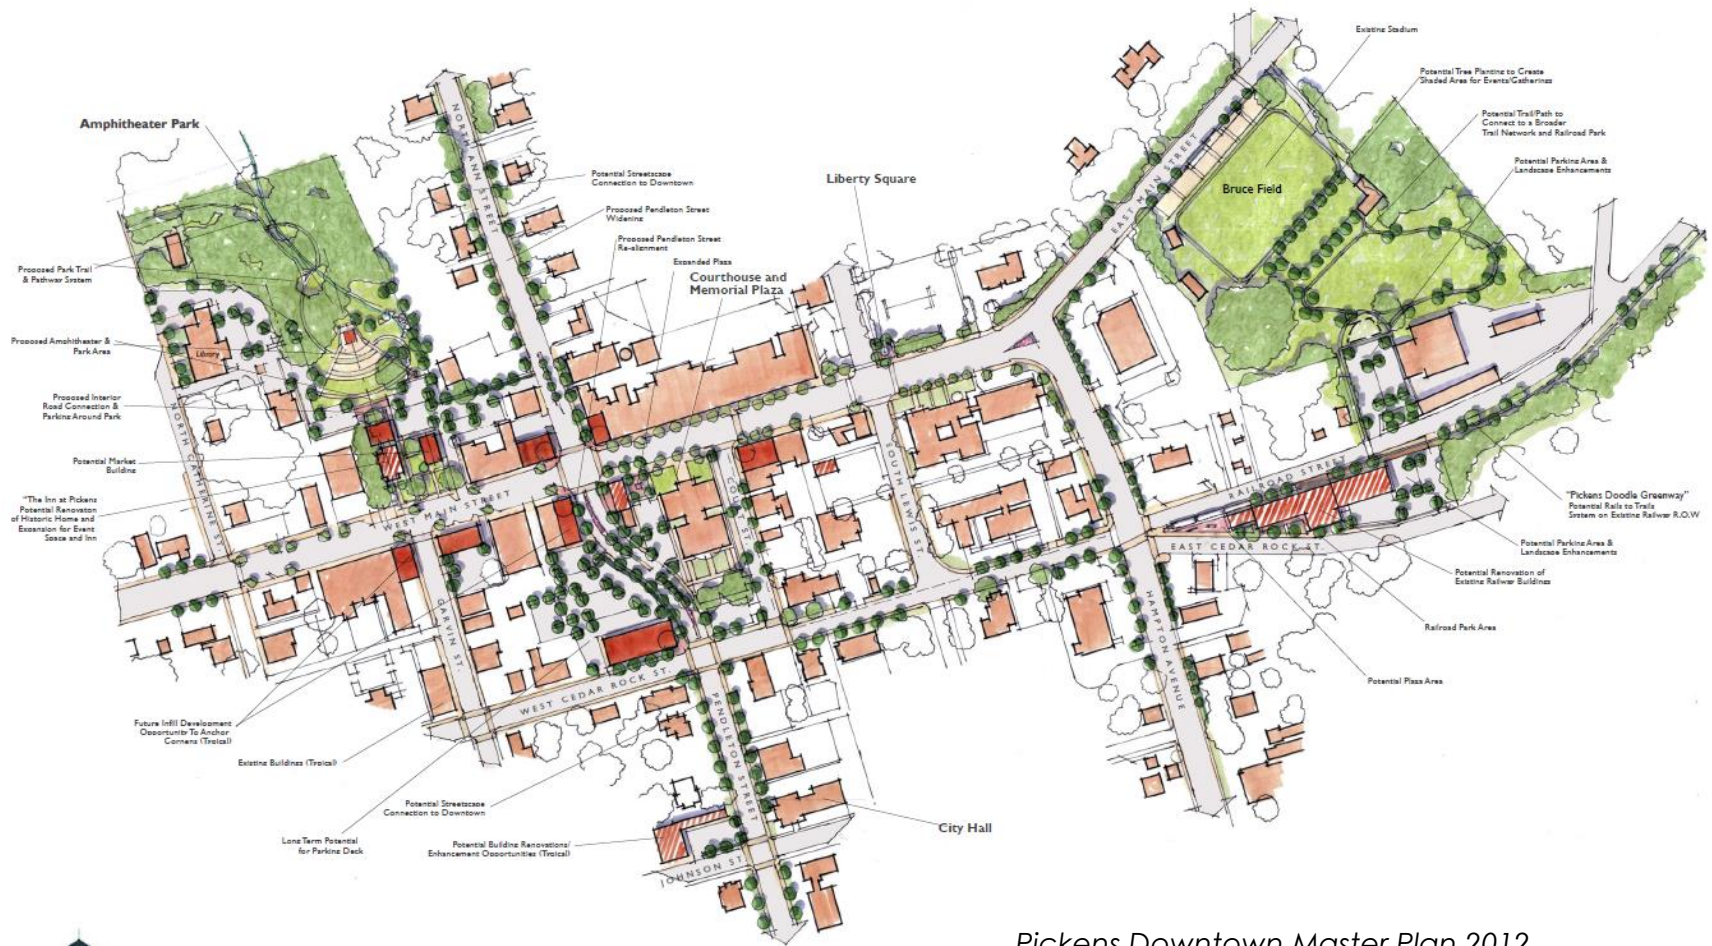 Existing Stadium
Potential Tree Planting to Create
Shaded Area for Events/Gatherings
Potential Trail/Path to
Connect to a Broader
Trail Network and Railroad Park
Potential Parking Area &
Landscape Enhancements
Amphitheater Park
NORTH ANN STREET
Potential Streetscape
Connection to Downtown
Proposed Pendleton Street
Widening
Proposed Pendleton Street
Re-alignment
Expanded Plaza
Courthouse and
Memorial Plaza
Liberty Square
EAST MAIN STREET
Bruce Field
Proposed Park Trail
& Pathway System
Proposed Amphitheater &
Park Area
Library
Proposed Interior
Road Connection &
Parking Around Park
NORTH CATHERINE ST.
Potential Market
Building
"The Inn at Pickens
Potential Renovation
of Historic Home and
Expansion for Event
Space and Inn
WEST MAIN STREET
COURT ST.
SOUTH LEWIS ST.
RAILROAD STREET
EAST CEDAR ROCK ST.
"Pickens Doodle Greenway"
Potential Rails to Trails
System on Existing Railway R.O.W
Potential Parking Area &
Landscape Enhancements
Potential Renovation of
Existing Railway Buildings
Railroad Park Area
Potential Plaza Area
GARVIN ST.
HAMPTON AVENUE
WEST CEDAR ROCK ST.
PENDLETON STREET
Future Infill Development
Opportunity To Anchor
Corners (Typical)
Existing Buildings (Typical)
Potential Streetscape
Connection to Downtown
Long Term Potential
for Parking Deck
Potential Building Renovations/
Enhancement Opportunities (Typical)
JOHNSON ST.
City Hall
Pickens Downtown Master Plan 2012